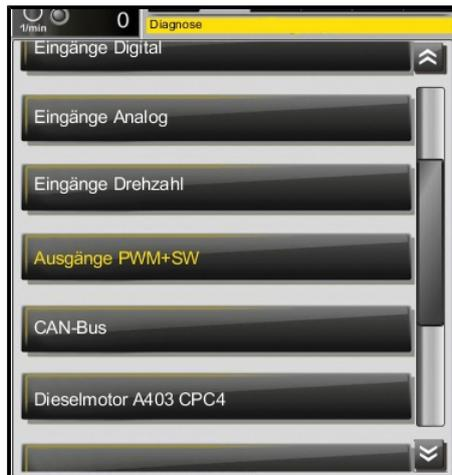 1/min
0
Diagnose
Eingänge Digital
Eingänge Analog
Eingänge Drehzahl
Ausgänge PWM+SW
CAN-Bus
Dieselmotor A403 CPC4